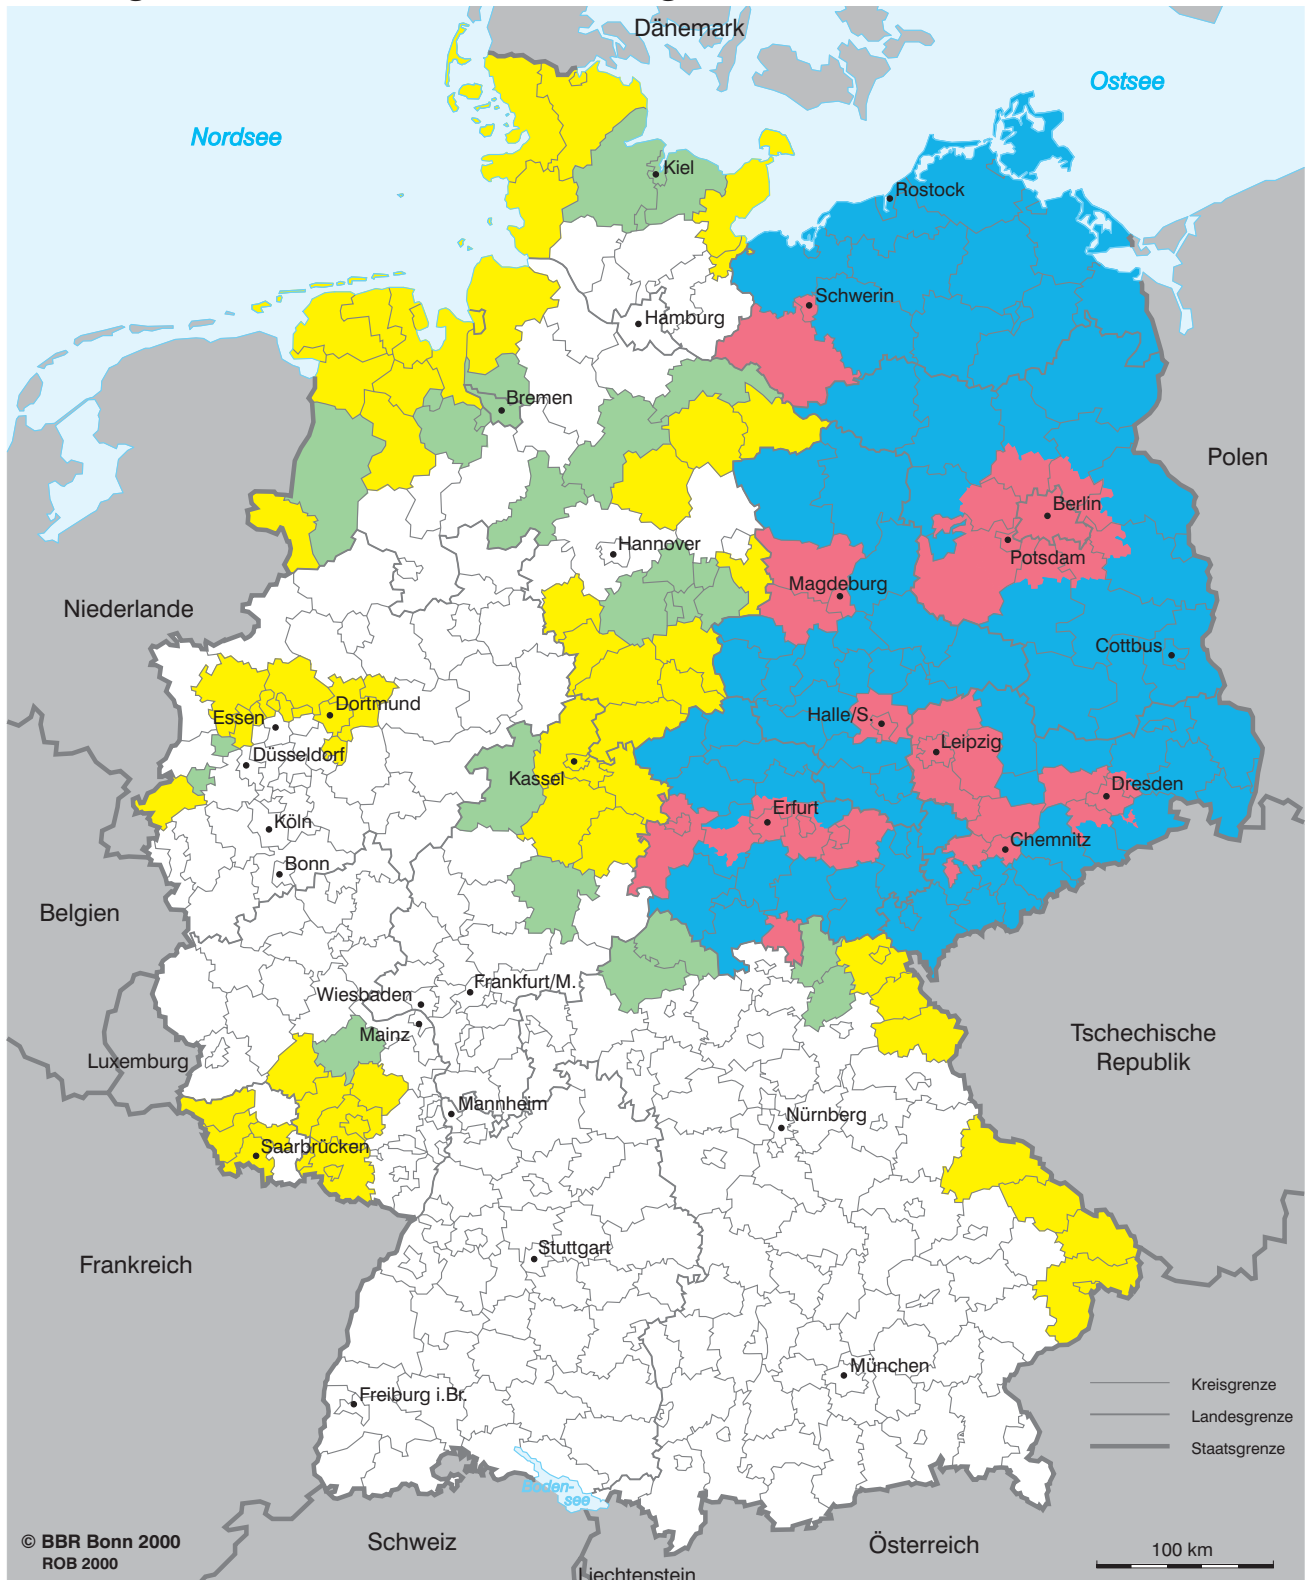 Dänemark
Ostsee
Nordsee
Kiel
Rostock
Schwerin
Hamburg
Bremen
Polen
Berlin
Hannover
Potsdam
Magdeburg
Niederlande
Cottbus
Dortmund
Essen
Halle/S.
Leipzig
Düsseldorf
Kassel
Dresden
Erfurt
Köln
Chemnitz
Bonn
Belgien
Frankfurt/M.
Wiesbaden
Mainz
Tschechische
Republik
Luxemburg
Mannheim
Nürnberg
Saarbrücken
Stuttgart
Frankreich
München
Freiburg i.Br.
Kreisgrenze
Landesgrenze
Staatsgrenze
Boden-
see
© BBR Bonn 2000
ROB 2000
Schweiz
Österreich
100 km
Liechtenstein